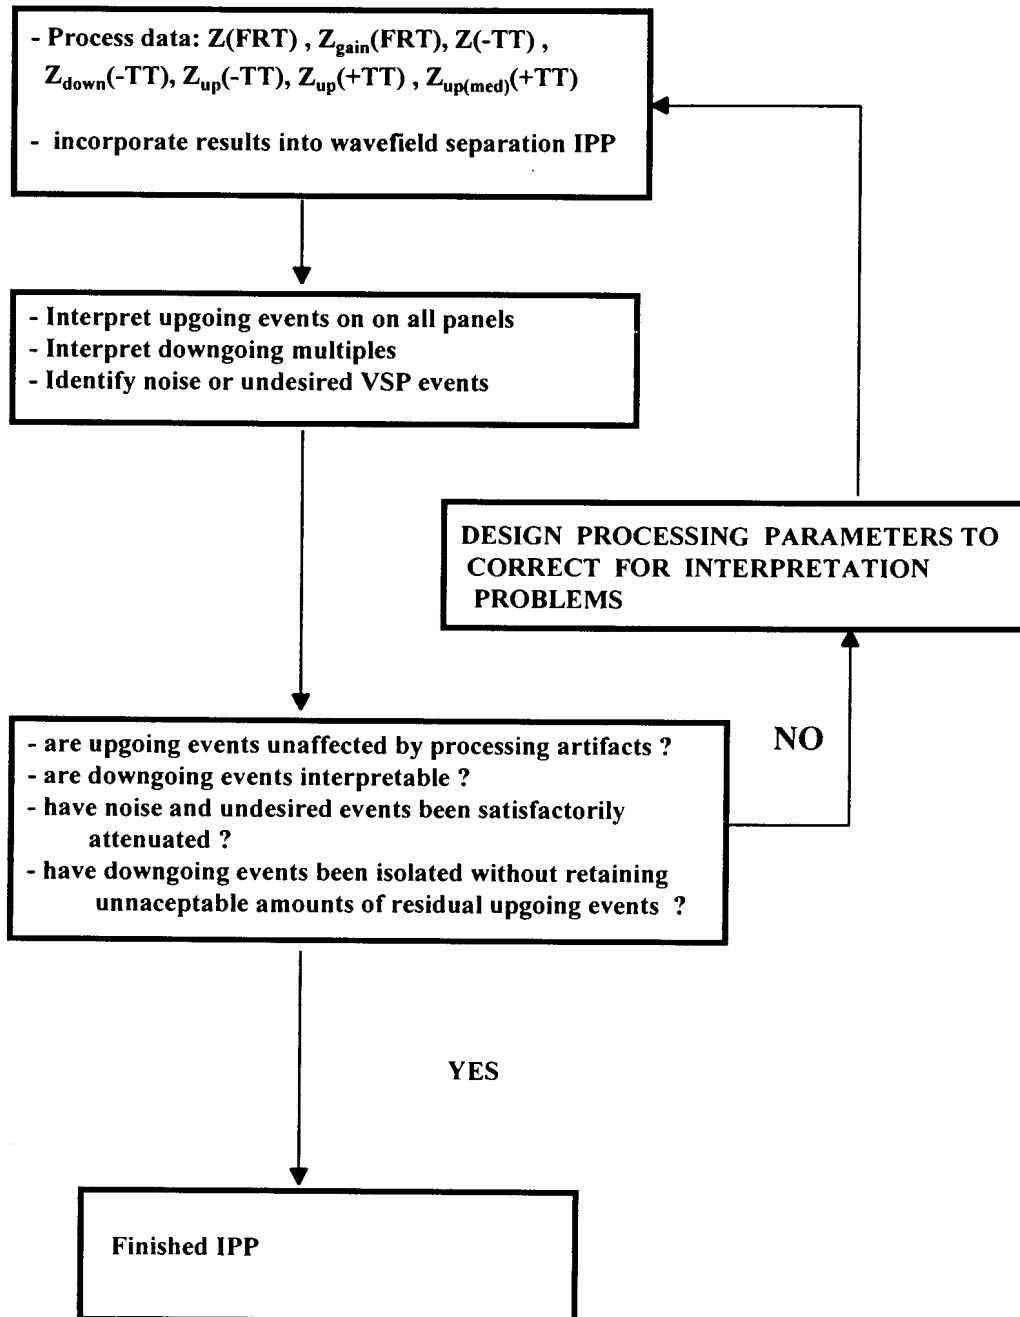 - Process data: Z(FRT) , Zgain(FRT), Z(-TT) ,
Zdown(-TT), Zup(-TT), Zup(+TT) , Zup(med)(+TT)
- incorporate results into wavefield separation IPP
- Interpret upgoing events on on all panels
- Interpret downgoing multiples
- Identify noise or undesired VSP events
DESIGN PROCESSING PARAMETERS TO
CORRECT FOR INTERPRETATION
PROBLEMS
- are upgoing events unaffected by processing artifacts ?
- are downgoing events interpretable ?
- have noise and undesired events been satisfactorily
attenuated ?
- have downgoing events been isolated without retaining
unnaceptable amounts of residual upgoing events ?
NO
YES
Finished IPP